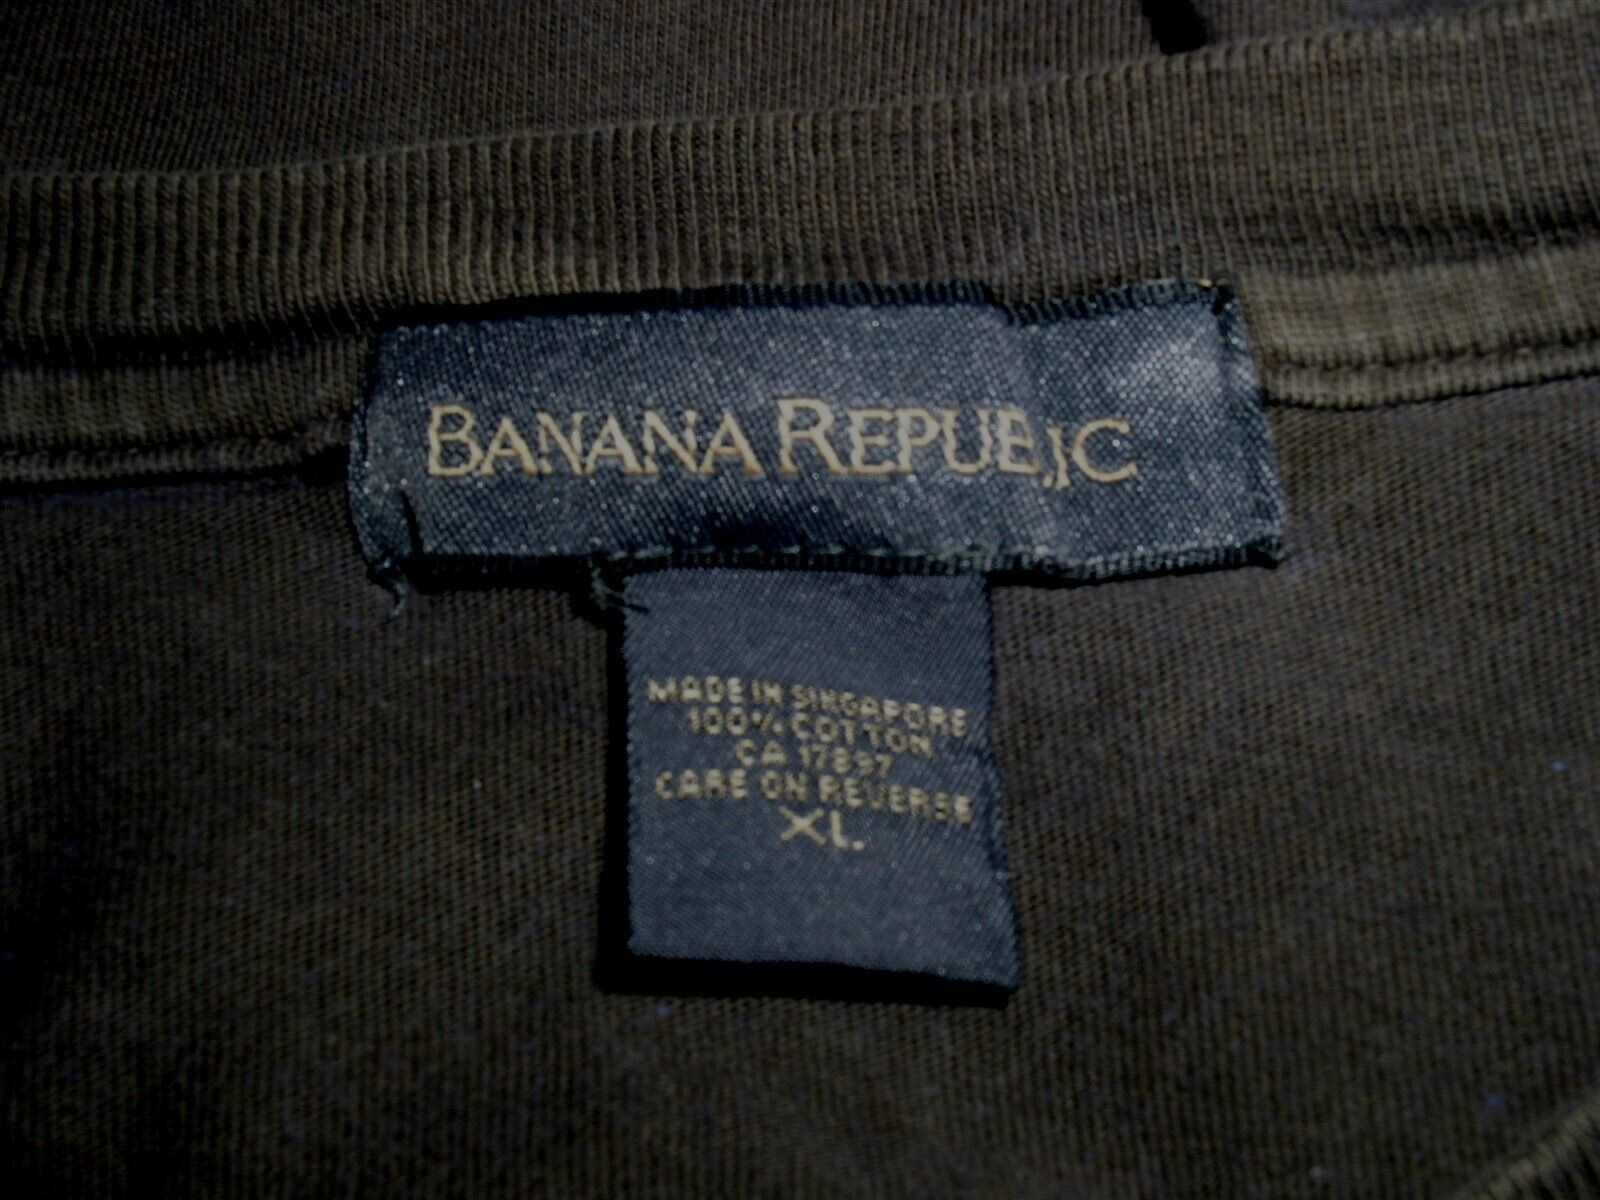 BANANA REPUBLIC
MADE IN SINGAPORE
100% COTTON
CA 17897
CARE ON REVERSE
XL